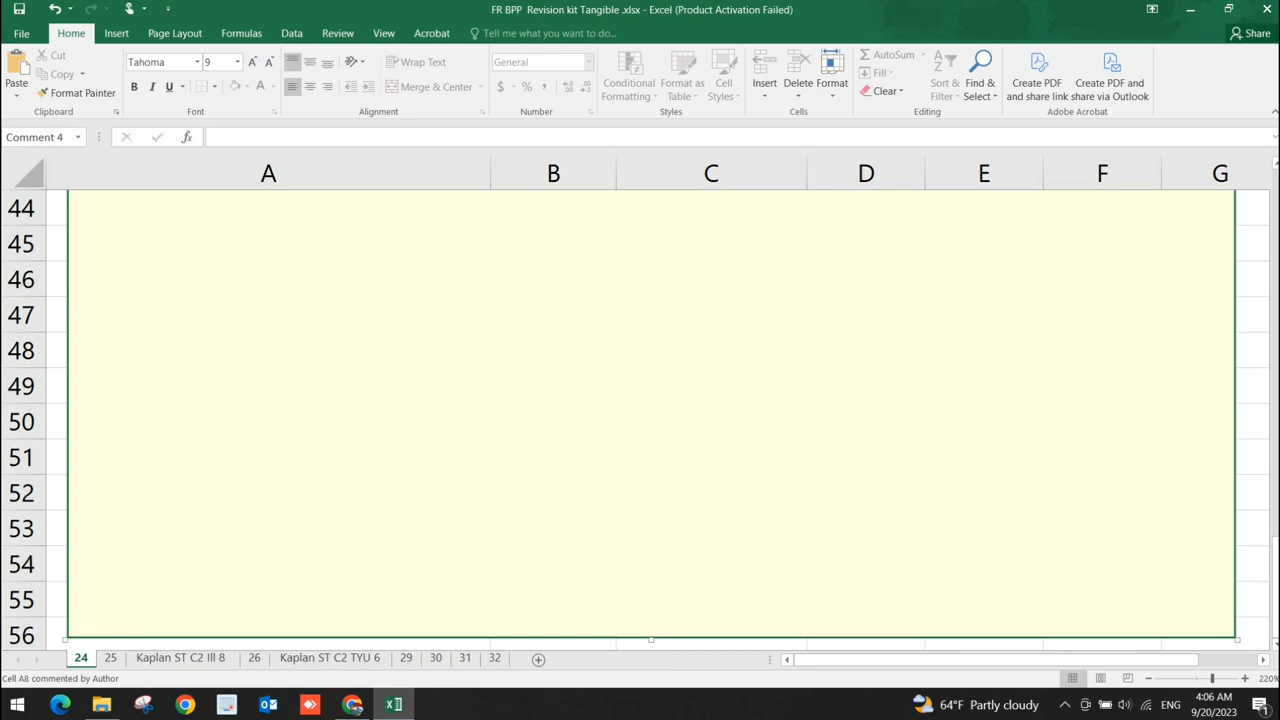 FR BPP Revision kit Tangible .xlsx - Excel (Product Activation Failed)
File Home Insert Page Layout Formulas Data Review View Acrobat Tell me what you want to do... Share
Paste
Cut
Copy
Format Painter
Clipboard
Tahoma 9
B I U
Font
Wrap Text
Merge & Center
Alignment
General
$ % ,
Number
Conditional Formatting
Format as Table
Cell Styles
Styles
Insert Delete Format
Cells
AutoSum
Fill
Clear
Sort & Filter
Find & Select
Editing
Create PDF and share link
Create PDF and share via Outlook
Adobe Acrobat
Comment 4 fx
A B C D E F G
44
45
46
47
48
49
50
51
52
53
54
55
56
24 25 Kaplan ST C2 Ill 8 26 Kaplan ST C2 TYU 6 29 30 31 32
Cell A8 commented by Author 220%
64°F Partly cloudy ENG 4:06 AM
9/20/2023